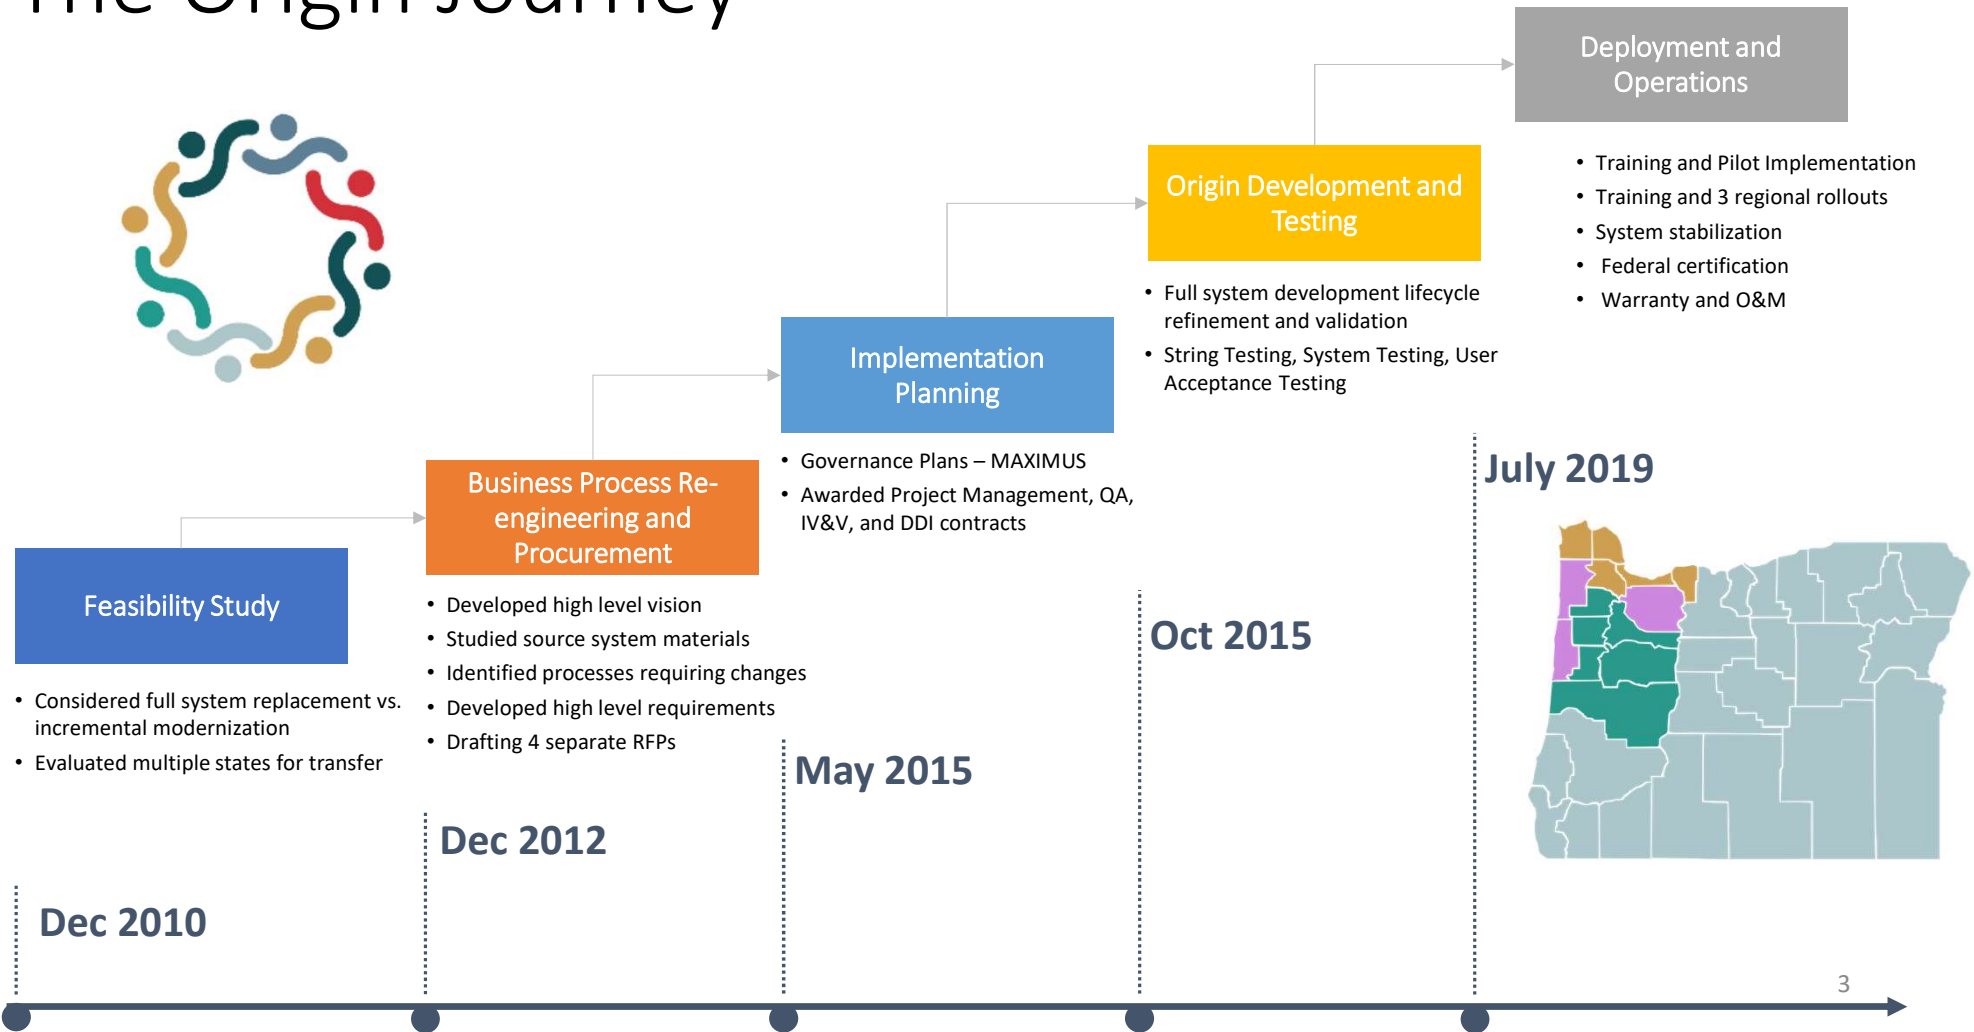 The Origin Journey
Deployment and
Operations
• Training and Pilot Implementation
• Training and 3 regional rollouts
• System stabilization
• Federal certification
• Warranty and O&M
Origin Development and
Testing
• Full system development lifecycle
refinement and validation
• String Testing, System Testing, User
Acceptance Testing
Implementation
Planning
• Governance Plans – MAXIMUS
• Awarded Project Management, QA,
IV&V, and DDI contracts
Business Process Re-
engineering and
Procurement
• Developed high level vision
• Studied source system materials
• Identified processes requiring changes
• Developed high level requirements
• Drafting 4 separate RFPs
Feasibility Study
• Considered full system replacement vs.
incremental modernization
• Evaluated multiple states for transfer
July 2019
Oct 2015
May 2015
Dec 2012
Dec 2010
3